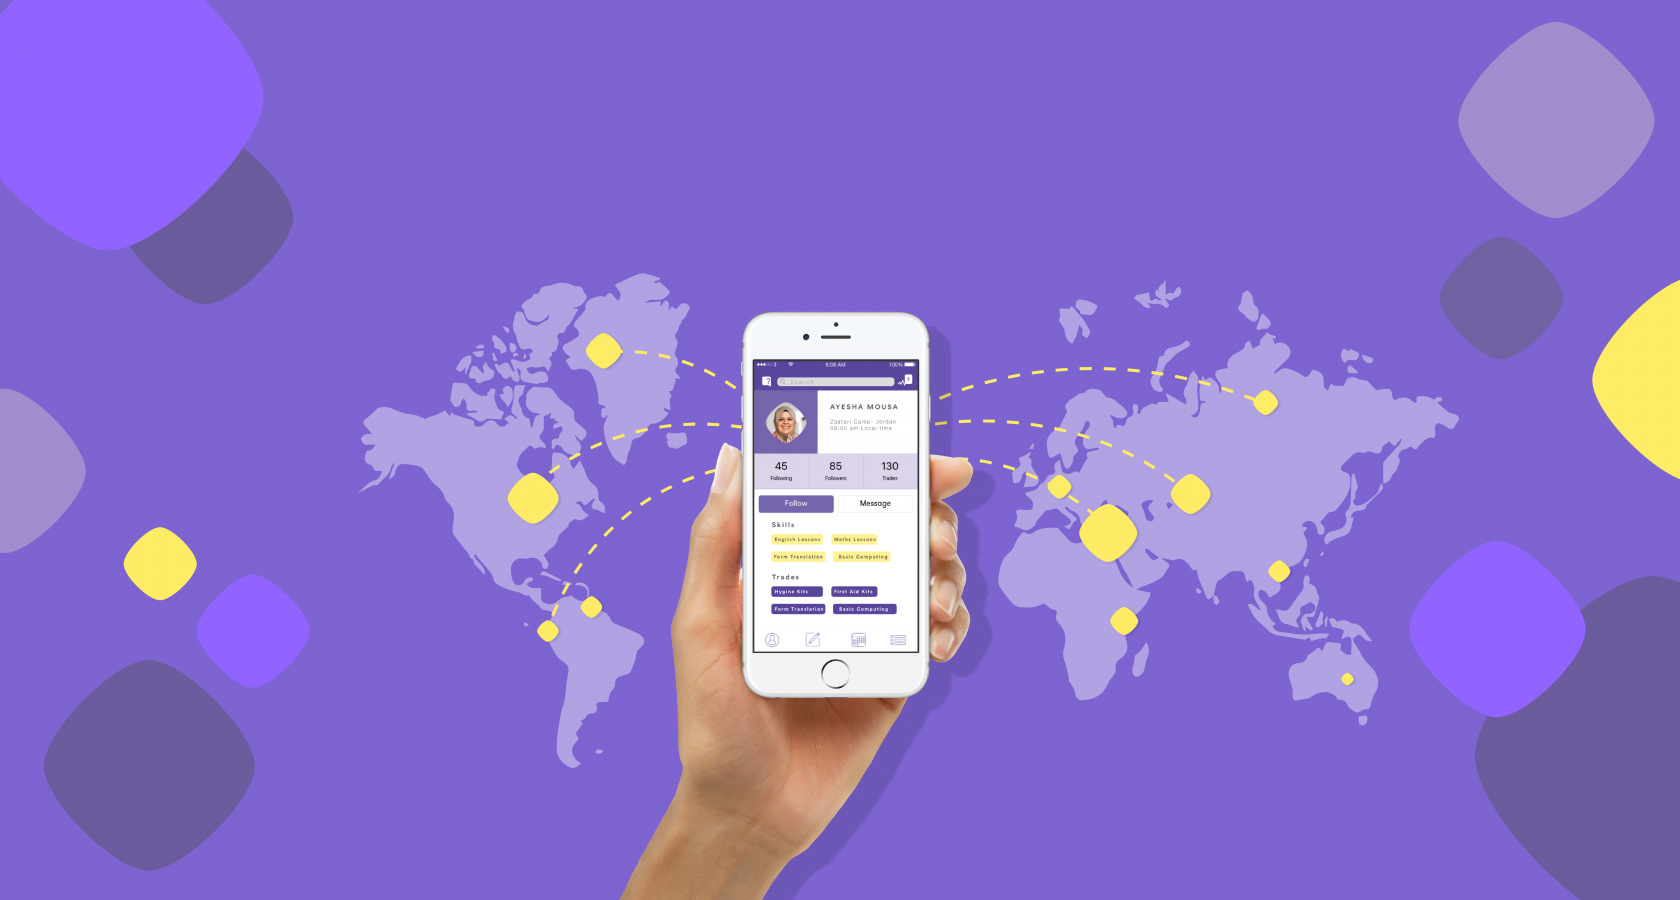 3 6:08 AM 100%
?
Search
AYESHA MOUSA
Zaatari Camp- Jordan
08:00 am Local time
45 85 130
Following Followers Trades
Follow Message
Skills
English Lessons Maths Lessons
Form Translation Basic Computing
Trades
Hygine Kits First Aid Kits
Form Translation Basic Computing